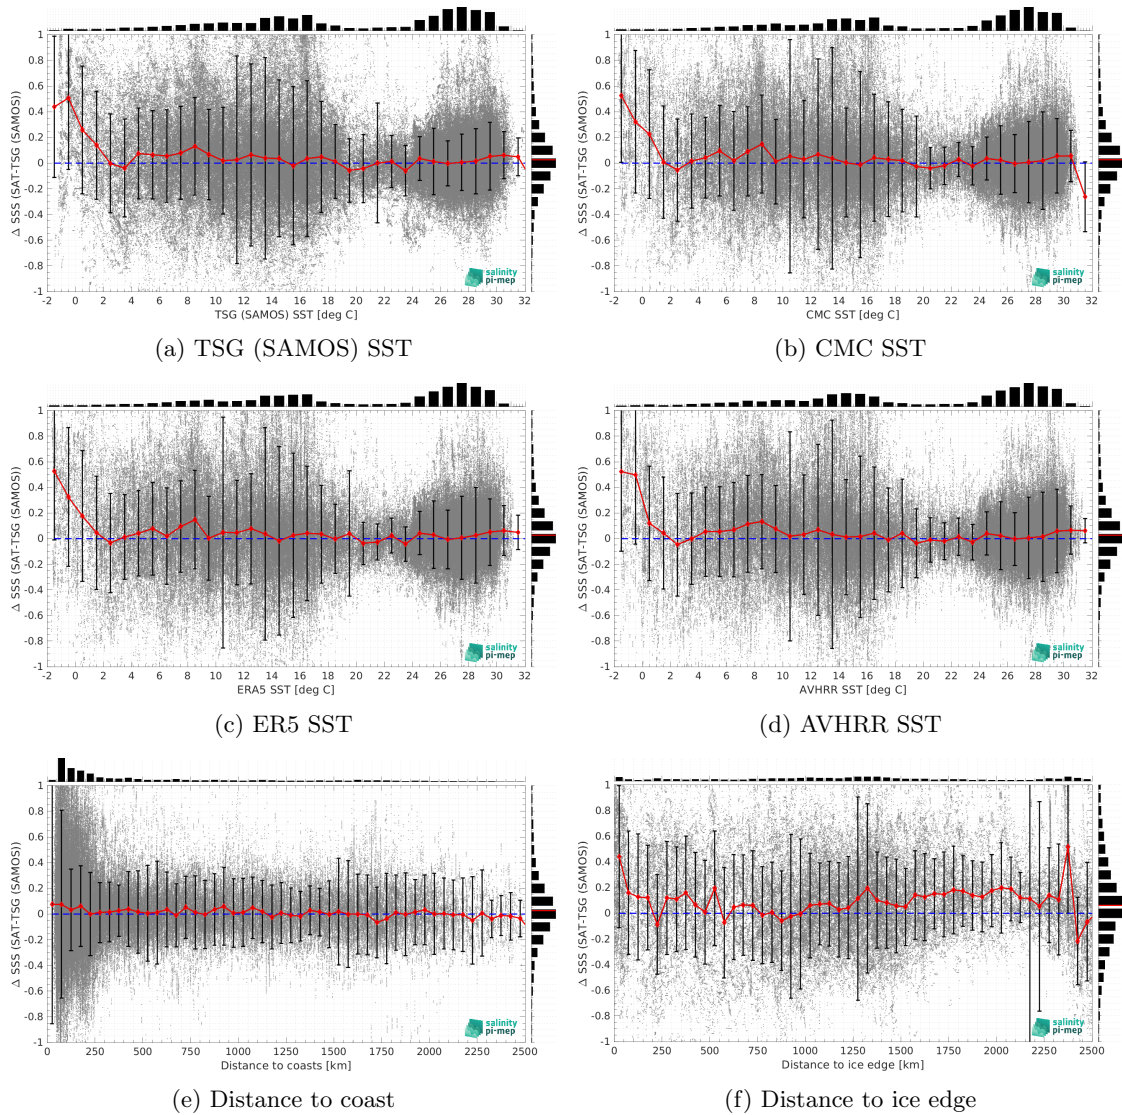 1
0.8
0.6
0.4
0.2
0
-0.2
-0.4
-0.6
-0.8
-1
Δ SSS (SAT-TSG (SAMOS))
-2 0 2 4 6 8 10 12 14 16 18 20 22 24 26 28 30 32
TSG (SAMOS) SST [deg C]
salinity
pi-mep
(a) TSG (SAMOS) SST
1
0.8
0.6
0.4
0.2
0
-0.2
-0.4
-0.6
-0.8
-1
Δ SSS (SAT-TSG (SAMOS))
-2 0 2 4 6 8 10 12 14 16 18 20 22 24 26 28 30 32
CMC SST [deg C]
salinity
pi-mep
(b) CMC SST
1
0.8
0.6
0.4
0.2
0
-0.2
-0.4
-0.6
-0.8
-1
Δ SSS (SAT-TSG (SAMOS))
-2 0 2 4 6 8 10 12 14 16 18 20 22 24 26 28 30 32
ERA5 SST [deg C]
salinity
pi-mep
(c) ER5 SST
1
0.8
0.6
0.4
0.2
0
-0.2
-0.4
-0.6
-0.8
-1
Δ SSS (SAT-TSG (SAMOS))
-2 0 2 4 6 8 10 12 14 16 18 20 22 24 26 28 30 32
AVHRR SST [deg C]
salinity
pi-mep
(d) AVHRR SST
1
0.8
0.6
0.4
0.2
0
-0.2
-0.4
-0.6
-0.8
-1
Δ SSS (SAT-TSG (SAMOS))
0 250 500 750 1000 1250 1500 1750 2000 2250 2500
Distance to coasts [km]
salinity
pi-mep
(e) Distance to coast
1
0.8
0.6
0.4
0.2
0
-0.2
-0.4
-0.6
-0.8
-1
Δ SSS (SAT-TSG (SAMOS))
0 250 500 750 1000 1250 1500 1750 2000 2250 2500
Distance to ice edge [km]
salinity
pi-mep
(f) Distance to ice edge